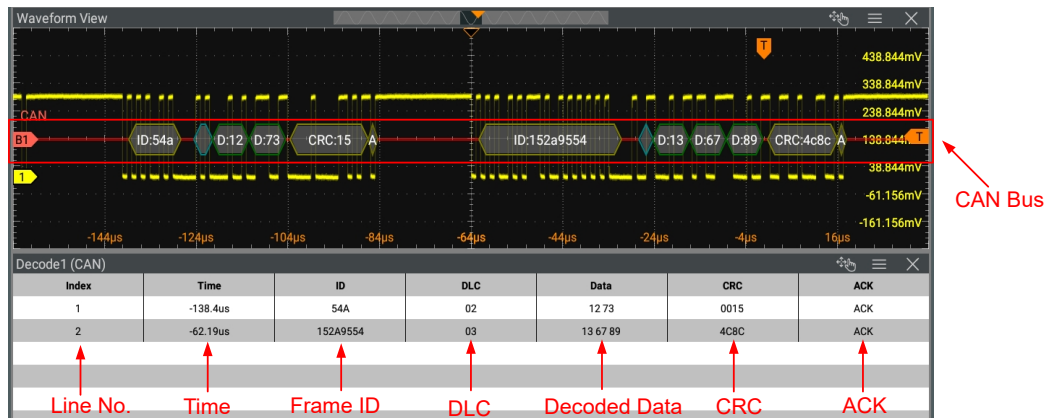 Waveform View
T
438.844mV
338.844mV
238.844mV
CAN
B1 ID:54a D:12 D:73 CRC:15 A ID:152a9554 D:13 D:67 D:89 CRC:4c8c A 138.844 T
1
38.844mV
-61.156mV
-161.156mV
-144µs -124µs -104µs -84µs -64µs -44µs -24µs -4µs 16µs
CAN Bus
Decode1 (CAN)
Index Time ID DLC Data CRC ACK
1 -138.4us 54A 02 12 73 0015 ACK
2 -62.19us 152A9554 03 13 67 89 4C8C ACK
Line No. Time Frame ID DLC Decoded Data CRC ACK